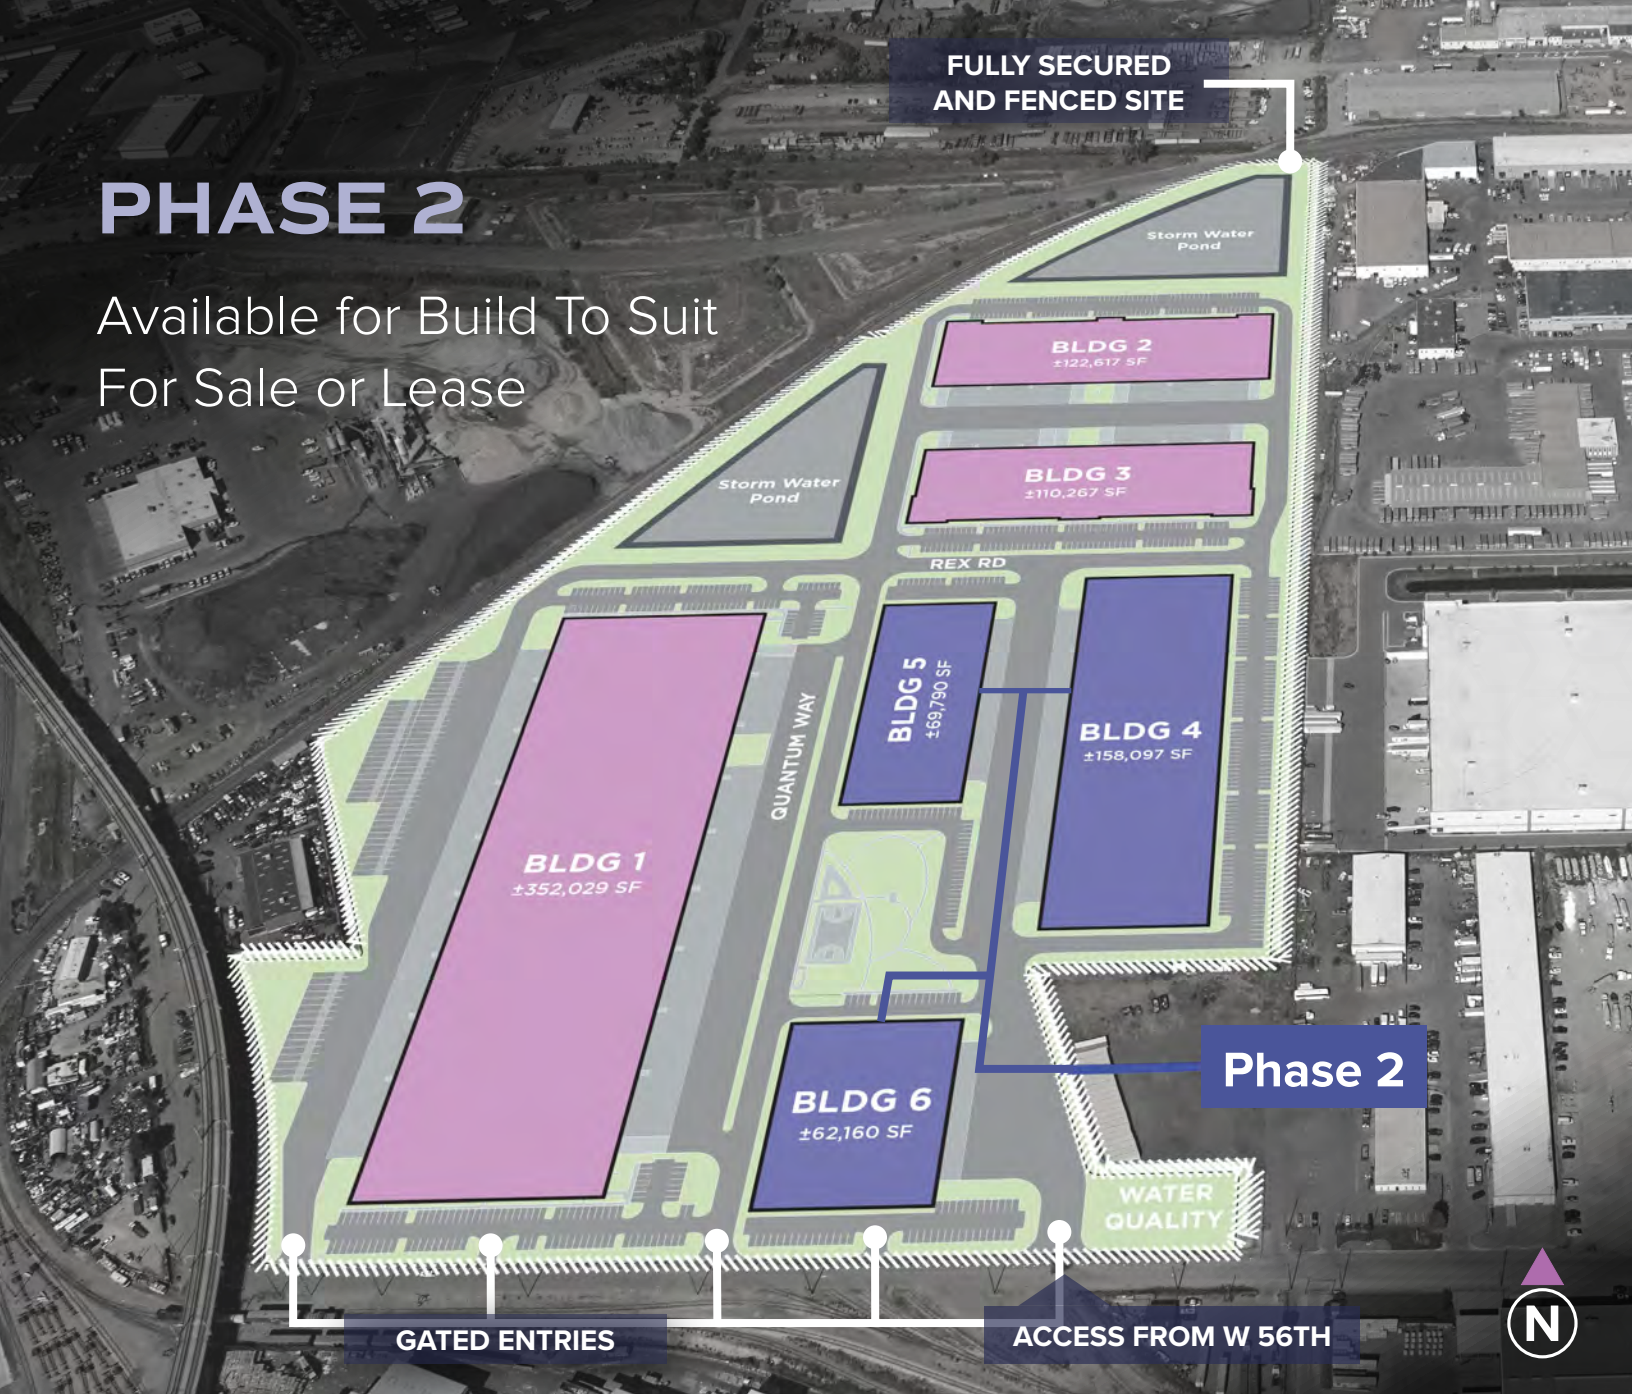 FULLY SECURED
AND FENCED SITE
PHASE 2
Available for Build To Suit
For Sale or Lease
Storm Water
Pond
BLDG 2
±122,617 SF
Storm Water
Pond
BLDG 3
±110,267 SF
REX RD
BLDG 5
±69,790 SF
QUANTUM WAY
BLDG 4
±158,097 SF
BLDG 1
±352,029 SF
Phase 2
BLDG 6
±62,160 SF
WATER
QUALITY
GATED ENTRIES
ACCESS FROM W 56TH
N